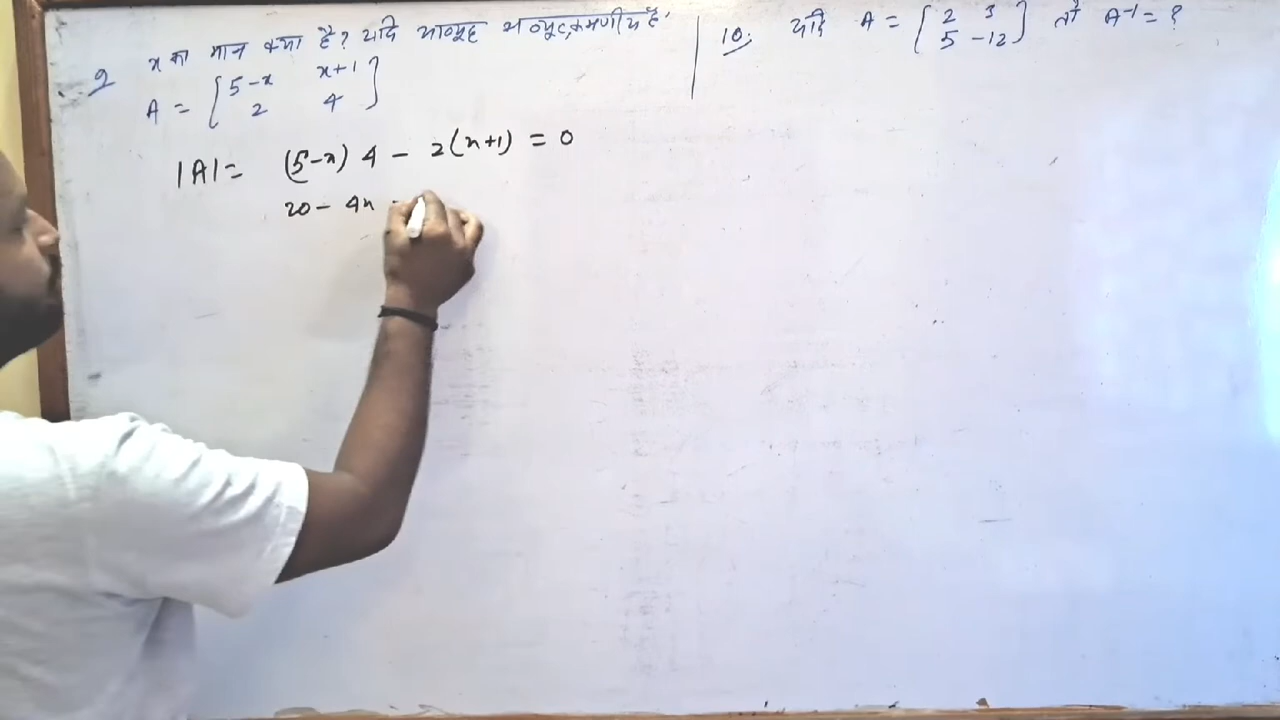 9 x का मान क्या है? यदि आव्यूह अव्युत्क्रमणीय है,
A = [ 5-x x+1
2 4 ]
|A| = (5-x) 4 - 2(x+1) = 0
20 - 4x -
10. यदि A = [ 2 3
5 -12 ] तो A⁻¹ = ?